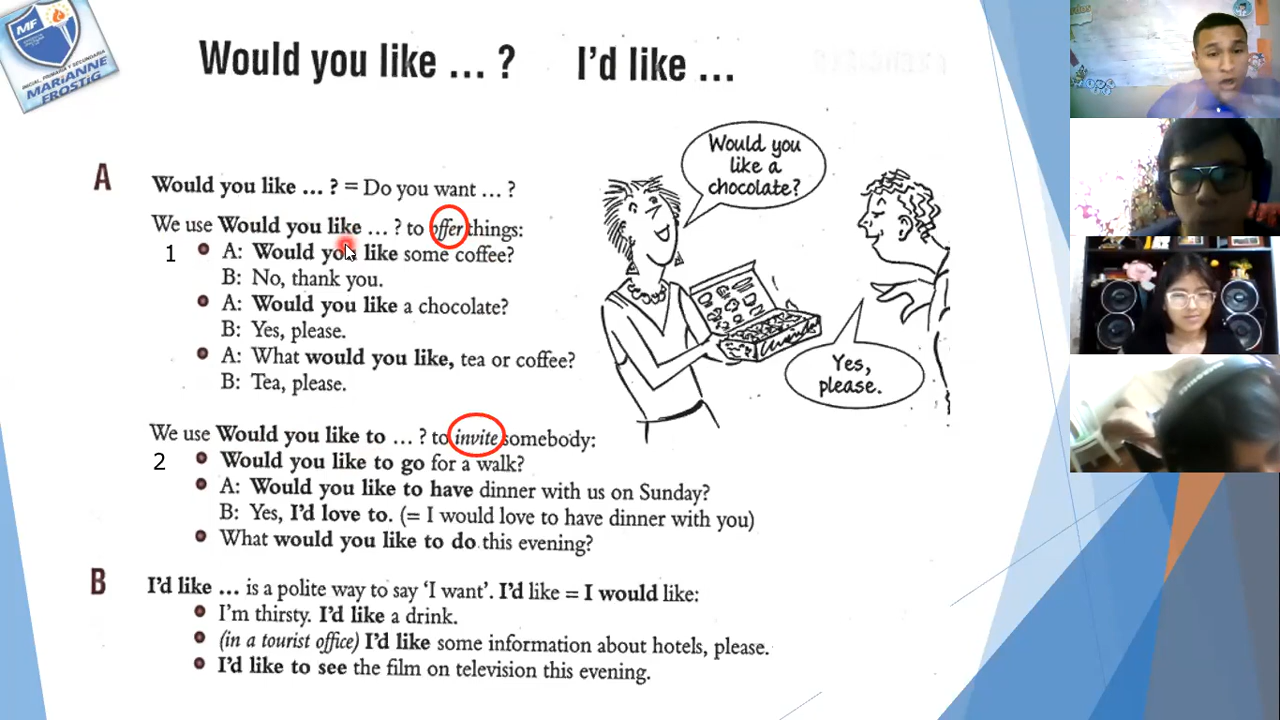 MF
INICIAL, PRIMARIA Y SECUNDARIA
MARIANNE
FROSTIG
Would you like ... ? I'd like ...
A
Would you like ... ? = Do you want ... ?
We use Would you like ... ? to offer things:
1 • A: Would you like some coffee?
B: No, thank you.
• A: Would you like a chocolate?
B: Yes, please.
• A: What would you like, tea or coffee?
B: Tea, please.
Would you
like a
chocolate?
Yes,
please.
We use Would you like to ... ? to invite somebody:
2 • Would you like to go for a walk?
• A: Would you like to have dinner with us on Sunday?
B: Yes, I'd love to. (= I would love to have dinner with you)
• What would you like to do this evening?
B
I'd like ... is a polite way to say 'I want'. I'd like = I would like:
• I'm thirsty. I'd like a drink.
• (in a tourist office) I'd like some information about hotels, please.
• I'd like to see the film on television this evening.